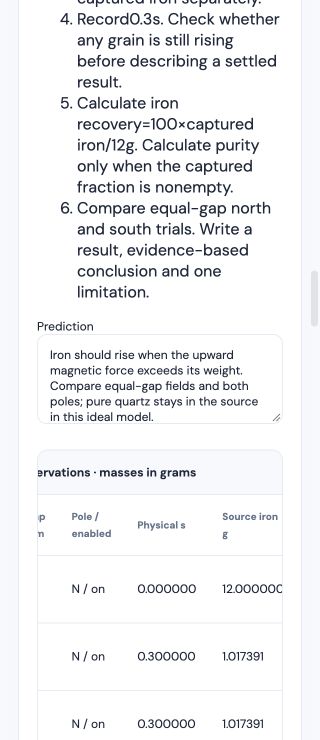 captured iron separately.
4. Record0.3s. Check whether
any grain is still rising
before describing a settled
result.
5. Calculate iron
recovery=100×captured
iron/12g. Calculate purity
only when the captured
fraction is nonempty.
6. Compare equal-gap north
and south trials. Write a
result, evidence-based
conclusion and one
limitation.
Prediction
Iron should rise when the upward
magnetic force exceeds its weight.
Compare equal-gap fields and both
poles; pure quartz stays in the source
in this ideal model.
ervations · masses in grams
Pole / enabled Physical s Source iron g
N / on 0.000000 12.000000
N / on 0.300000 1.017391
N / on 0.300000 1.017391